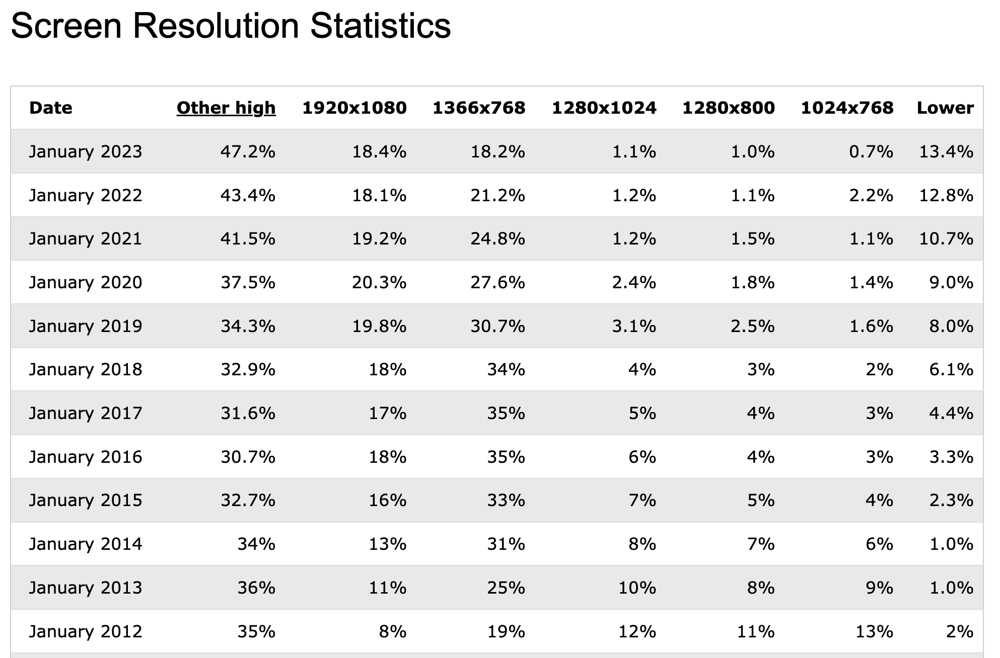 Screen Resolution Statistics
Date Other high 1920x1080 1366x768 1280x1024 1280x800 1024x768 Lower
January 2023 47.2% 18.4% 18.2% 1.1% 1.0% 0.7% 13.4%
January 2022 43.4% 18.1% 21.2% 1.2% 1.1% 2.2% 12.8%
January 2021 41.5% 19.2% 24.8% 1.2% 1.5% 1.1% 10.7%
January 2020 37.5% 20.3% 27.6% 2.4% 1.8% 1.4% 9.0%
January 2019 34.3% 19.8% 30.7% 3.1% 2.5% 1.6% 8.0%
January 2018 32.9% 18% 34% 4% 3% 2% 6.1%
January 2017 31.6% 17% 35% 5% 4% 3% 4.4%
January 2016 30.7% 18% 35% 6% 4% 3% 3.3%
January 2015 32.7% 16% 33% 7% 5% 4% 2.3%
January 2014 34% 13% 31% 8% 7% 6% 1.0%
January 2013 36% 11% 25% 10% 8% 9% 1.0%
January 2012 35% 8% 19% 12% 11% 13% 2%